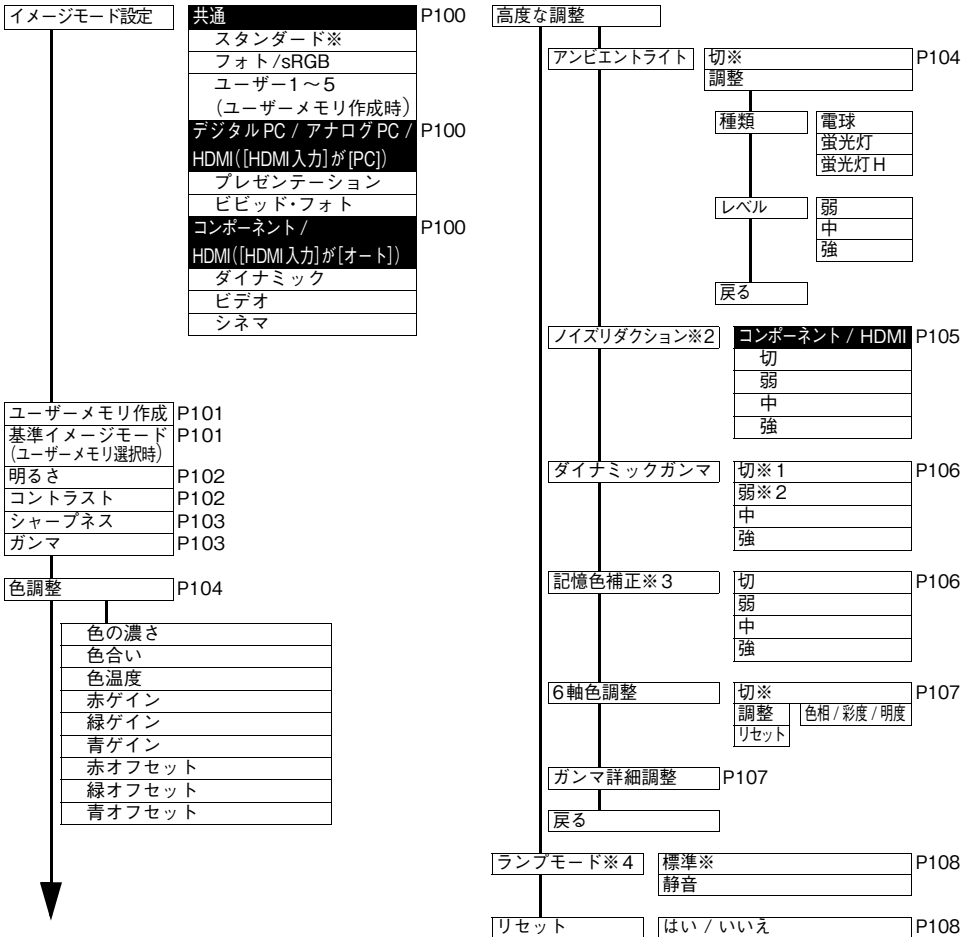 イメージモード設定
共通 P100
スタンダード※
フォト/sRGB
ユーザー1～5
(ユーザーメモリ作成時)
デジタルPC / アナログPC / P100
HDMI([HDMI入力]が[PC])
プレゼンテーション
ビビッド・フォト
コンポーネント / P100
HDMI([HDMI入力]が[オート])
ダイナミック
ビデオ
シネマ
ユーザーメモリ作成 P101
基準イメージモード P101
(ユーザーメモリ選択時)
明るさ P102
コントラスト P102
シャープネス P103
ガンマ P103
色調整 P104
色の濃さ
色合い
色温度
赤ゲイン
緑ゲイン
青ゲイン
赤オフセット
緑オフセット
青オフセット
高度な調整
アンビエントライト 切※ P104
調整
種類 電球
蛍光灯
蛍光灯H
レベル 弱
中
強
戻る
ノイズリダクション※2 コンポーネント / HDMI P105
切
弱
中
強
ダイナミックガンマ 切※1 P106
弱※2
中
強
記憶色補正※3 切 P106
弱
中
強
6軸色調整 切※ P107
調整 色相 / 彩度 / 明度
リセット
ガンマ詳細調整 P107
戻る
ランプモード※4 標準※ P108
静音
リセット はい / いいえ P108